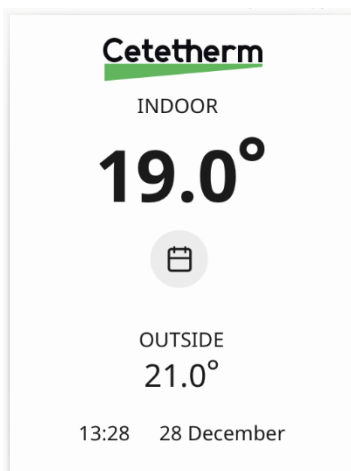 Cetetherm
INDOOR
19.0°
OUTSIDE
21.0°
13:28 28 December